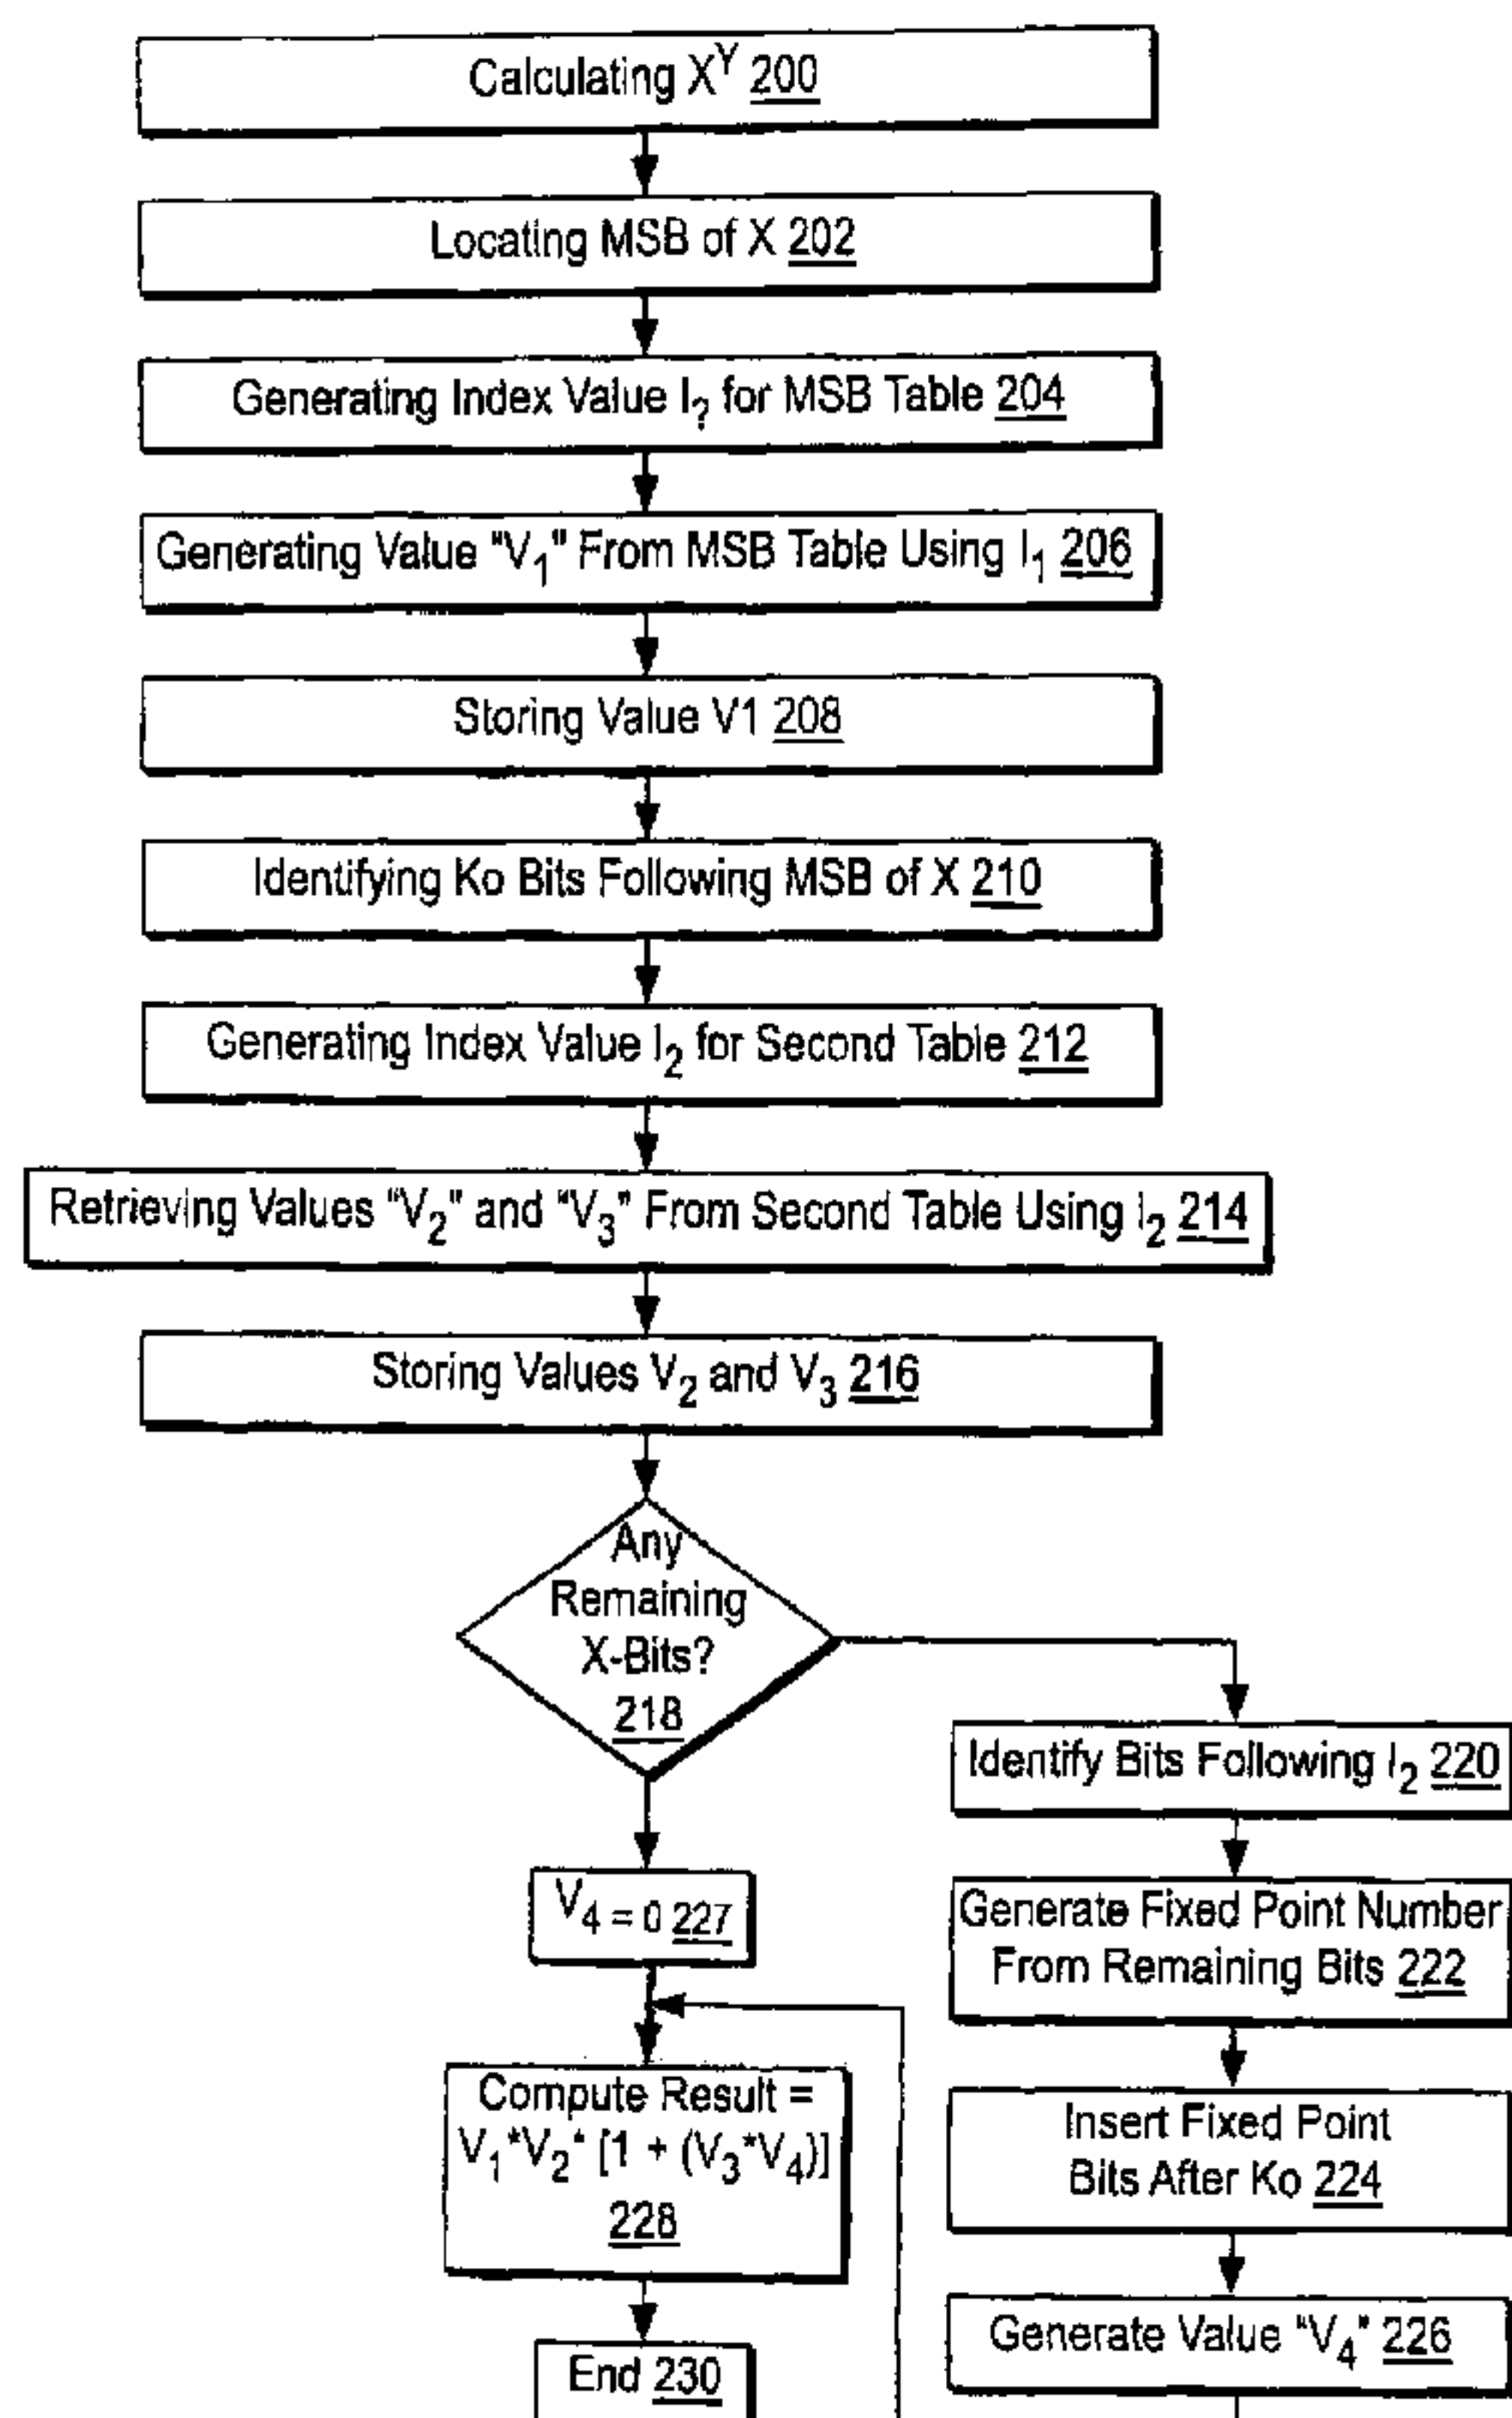 Calculating X^Y 200
Locating MSB of X 202
Generating Index Value I? for MSB Table 204
Generating Value "V1" From MSB Table Using I1 206
Storing Value V1 208
Identifying Ko Bits Following MSB of X 210
Generating Index Value I2 for Second Table 212
Retrieving Values "V2" and "V3" From Second Table Using I2 214
Storing Values V2 and V3 216
Any
Remaining
X-Bits?
218
Identify Bits Following I2 220
Generate Fixed Point Number
From Remaining Bits 222
Insert Fixed Point
Bits After Ko 224
Generate Value "V4" 226
V4 = 0 227
Compute Result =
V1*V2* [1 + (V3*V4)]
228
End 230